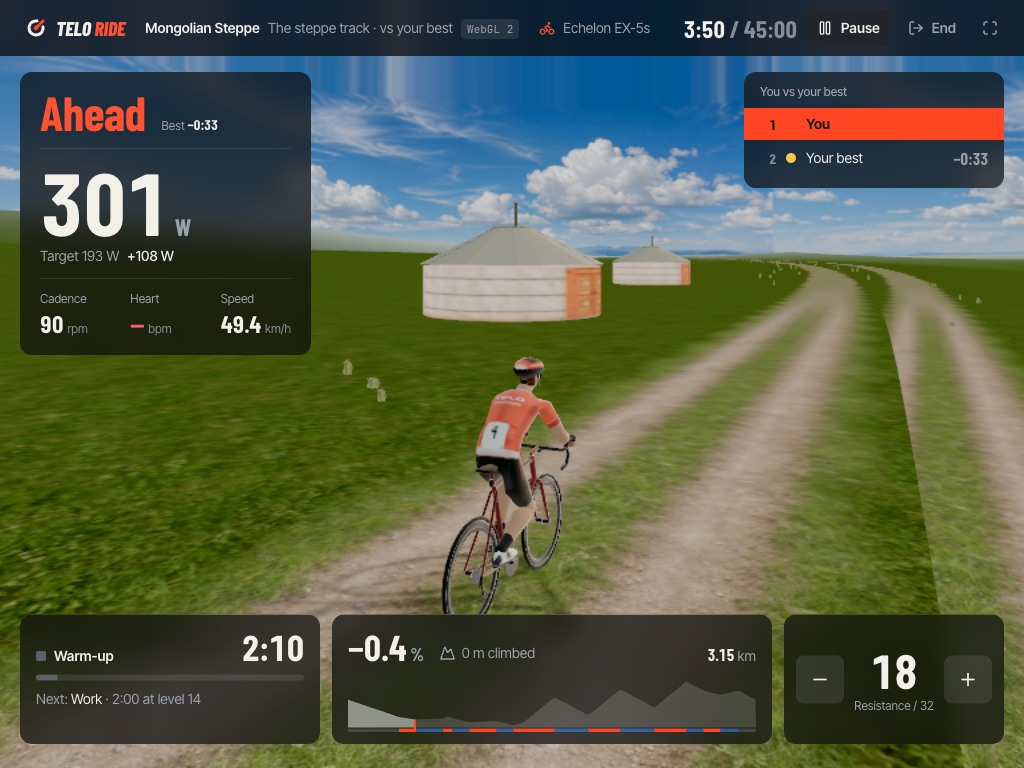 TELO RIDE Mongolian Steppe The steppe track · vs your best WebGL 2 Echelon EX-5s 3:50 / 45:00 Pause End
Ahead Best −0:33
301 W
Target 193 W +108 W
Cadence Heart Speed
90 rpm – bpm 49.4 km/h
You vs your best
1 You
2 Your best −0:33
4
Warm-up 2:10
Next: Work · 2:00 at level 14
−0.4 % 0 m climbed 3.15 km
− 18 +
Resistance / 32